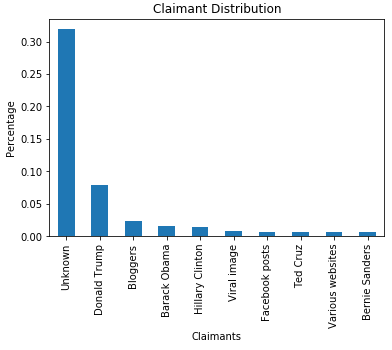 Claimant Distribution
Percentage
0.30
0.25
0.20
0.15
0.10
0.05
0.00
Unknown
Donald Trump
Bloggers
Barack Obama
Hillary Clinton
Viral image
Facebook posts
Ted Cruz
Various websites
Bernie Sanders
Claimants